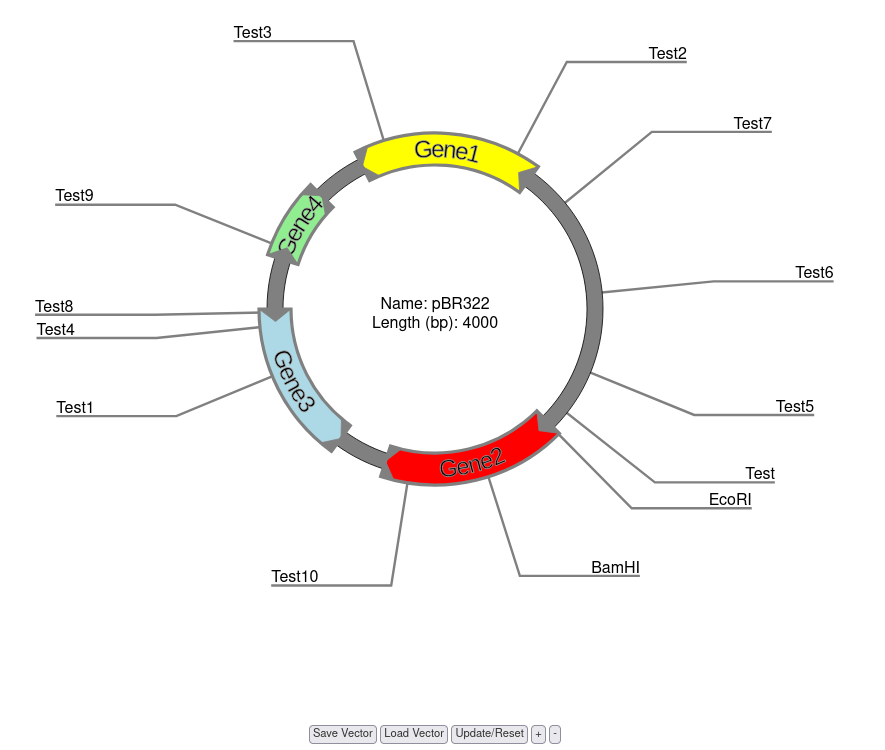 Test3
Test2
Gene1
Test7
Test9
Gene4
Test6
Name: pBR322
Length (bp): 4000
Test8
Test4
Gene3
Test1
Test5
Gene2
Test
EcoRI
BamHI
Test10
Save Vector
Load Vector
Update/Reset
+
-